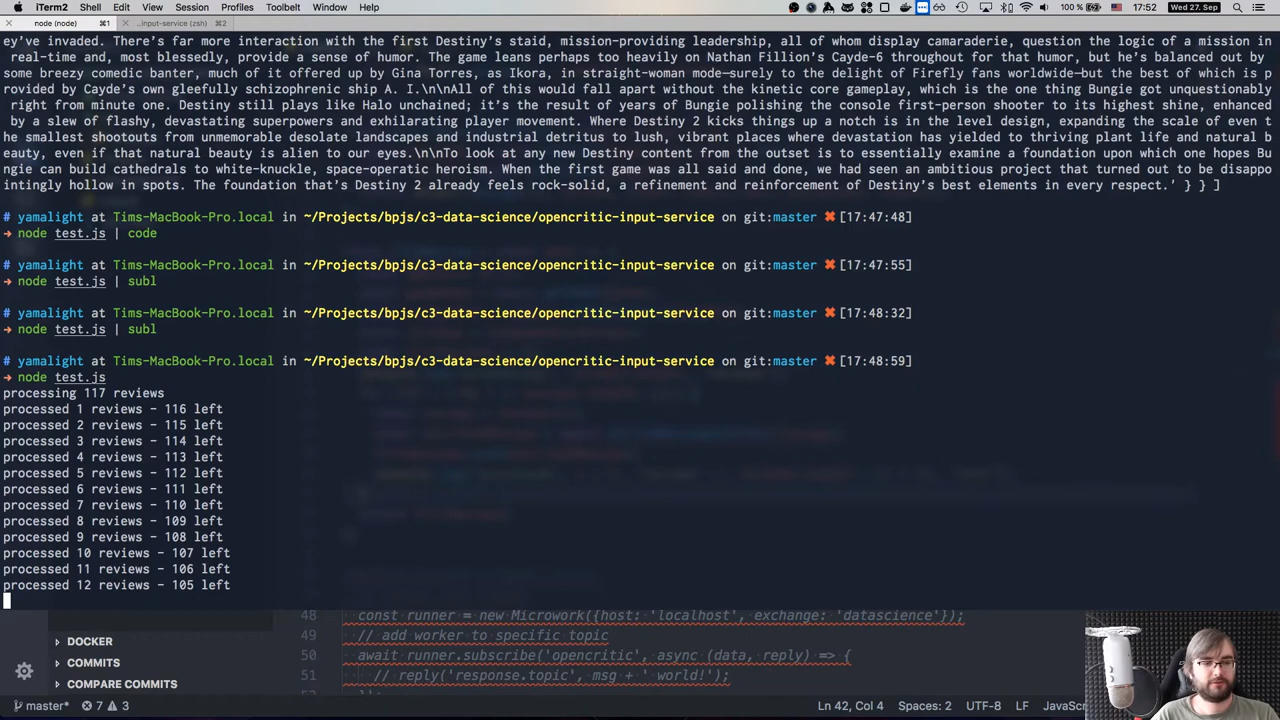 iTerm2 Shell Edit View Session Profiles Toolbelt Window Help 100 % 17:52 Wed 27. Sep
node (node) ⌘1 ..input-service (zsh) ⌘2
ey've invaded. There's far more interaction with the first Destiny's staid, mission-providing leadership, all of whom display camaraderie, question the logic of a mission in
real-time and, most blessedly, provide a sense of humor. The game leans perhaps too heavily on Nathan Fillion's Cayde-6 throughout for that humor, but he's balanced out by
some breezy comedic banter, much of it offered up by Gina Torres, as Ikora, in straight-woman mode—surely to the delight of Firefly fans worldwide—but the best of which is p
rovided by Cayde's own gleefully schizophrenic ship A. I.\n\nAll of this would fall apart without the kinetic core gameplay, which is the one thing Bungie got unquestionably
right from minute one. Destiny still plays like Halo unchained; it's the result of years of Bungie polishing the console first-person shooter to its highest shine, enhanced
by a slew of flashy, devastating superpowers and exhilarating player movement. Where Destiny 2 kicks things up a notch is in the level design, expanding the scale of even t
he smallest shootouts from unmemorable desolate landscapes and industrial detritus to lush, vibrant places where devastation has yielded to thriving plant life and natural b
eauty, even if that natural beauty is alien to our eyes.\n\nTo look at any new Destiny content from the outset is to essentially examine a foundation upon which one hopes Bu
ngie can build cathedrals to white-knuckle, space-operatic heroism. When the first game was all said and done, we had seen an ambitious project that turned out to be disappo
intingly hollow in spots. The foundation that's Destiny 2 already feels rock-solid, a refinement and reinforcement of Destiny's best elements in every respect.' } } ]
# yamalight at Tims-MacBook-Pro.local in ~/Projects/bpjs/c3-data-science/opencritic-input-service on git:master ✖ [17:47:48]
→ node test.js | code
# yamalight at Tims-MacBook-Pro.local in ~/Projects/bpjs/c3-data-science/opencritic-input-service on git:master ✖ [17:47:55]
→ node test.js | subl
# yamalight at Tims-MacBook-Pro.local in ~/Projects/bpjs/c3-data-science/opencritic-input-service on git:master ✖ [17:48:32]
→ node test.js | subl
# yamalight at Tims-MacBook-Pro.local in ~/Projects/bpjs/c3-data-science/opencritic-input-service on git:master ✖ [17:48:59]
→ node test.js
processing 117 reviews
processed 1 reviews - 116 left
processed 2 reviews - 115 left
processed 3 reviews - 114 left
processed 4 reviews - 113 left
processed 5 reviews - 112 left
processed 6 reviews - 111 left
processed 7 reviews - 110 left
processed 8 reviews - 109 left
processed 9 reviews - 108 left
processed 10 reviews - 107 left
processed 11 reviews - 106 left
processed 12 reviews - 105 left
48 const runner = new Microwork({host: 'localhost', exchange: 'datascience'});
49 // add worker to specific topic
50 await runner.subscribe('opencritic', async (data, reply) => {
51 // reply('response.topic', msg + ' world!');
DOCKER
COMMITS
COMPARE COMMITS
master* 7 3 Ln 42, Col 4 Spaces: 2 UTF-8 LF